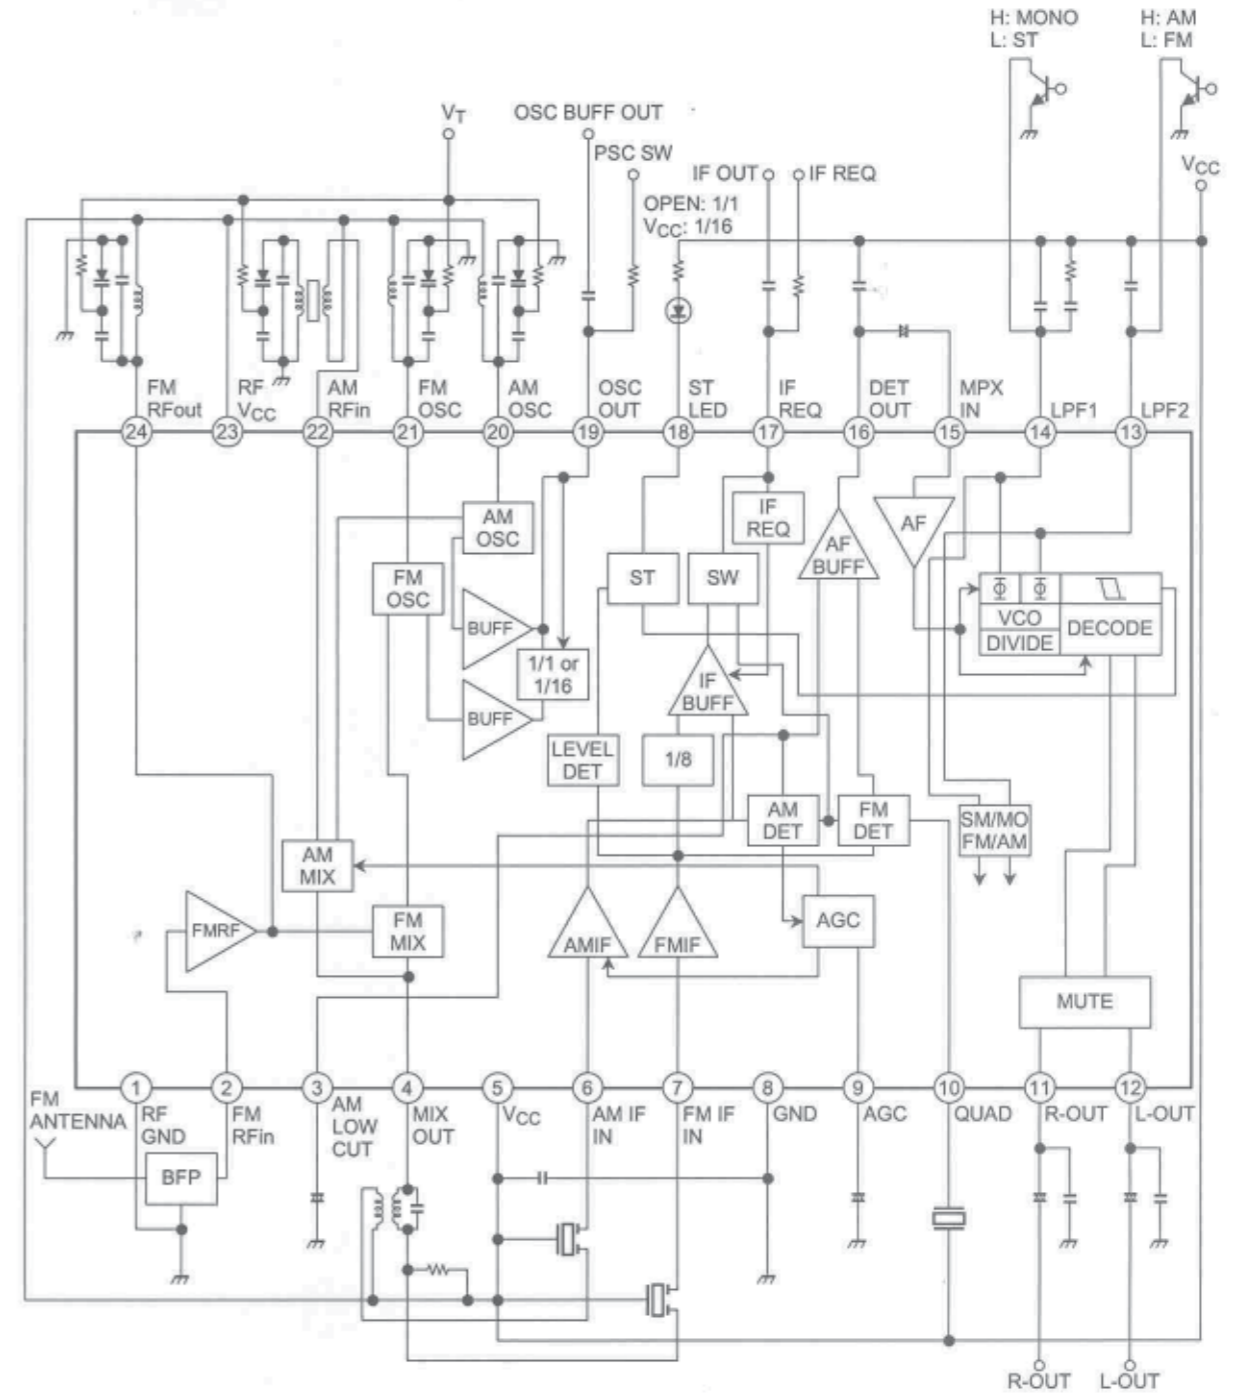 H: MONO
L: ST
H: AM
L: FM
VT
OSC BUFF OUT
PSC SW
IF OUT
IF REQ
VCC
OPEN: 1/1
VCC: 1/16
FM
RFout
RF
VCC
AM
RFin
FM
OSC
AM
OSC
OSC
OUT
ST
LED
IF
REQ
DET
OUT
MPX
IN
LPF1
LPF2
24
23
22
21
20
19
18
17
16
15
14
13
AM
OSC
IF
REQ
AF
AF
BUFF
FM
OSC
ST
SW
BUFF
VCO
DIVIDE
DECODE
1/1 or
1/16
IF
BUFF
BUFF
LEVEL
DET
1/8
AM
DET
FM
DET
SM/MO
FM/AM
AM
MIX
FMRF
FM
MIX
AMIF
FMIF
AGC
MUTE
1
2
3
4
5
6
7
8
9
10
11
12
FM
ANTENNA
RF
GND
FM
RFin
AM
LOW
CUT
MIX
OUT
VCC
AM IF
IN
FM IF
IN
GND
AGC
QUAD
R-OUT
L-OUT
BFP
R-OUT
L-OUT